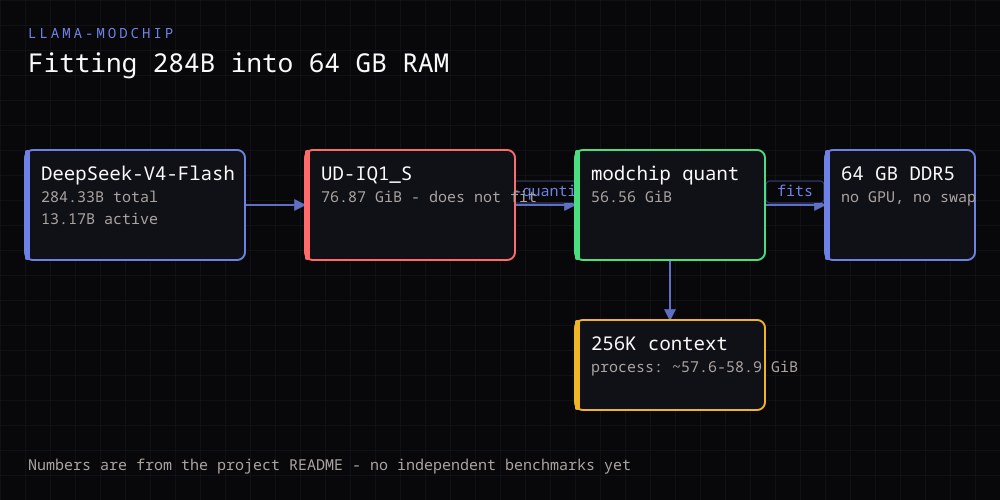 LLAMA-MODCHIP
Fitting 284B into 64 GB RAM
DeepSeek-V4-Flash
284.33B total
13.17B active
UD-IQ1_S
76.87 GiB - does not fit
quanti
modchip quant
56.56 GiB
fits
64 GB DDR5
no GPU, no swap
256K context
process: ~57.6-58.9 GiB
Numbers are from the project README - no independent benchmarks yet